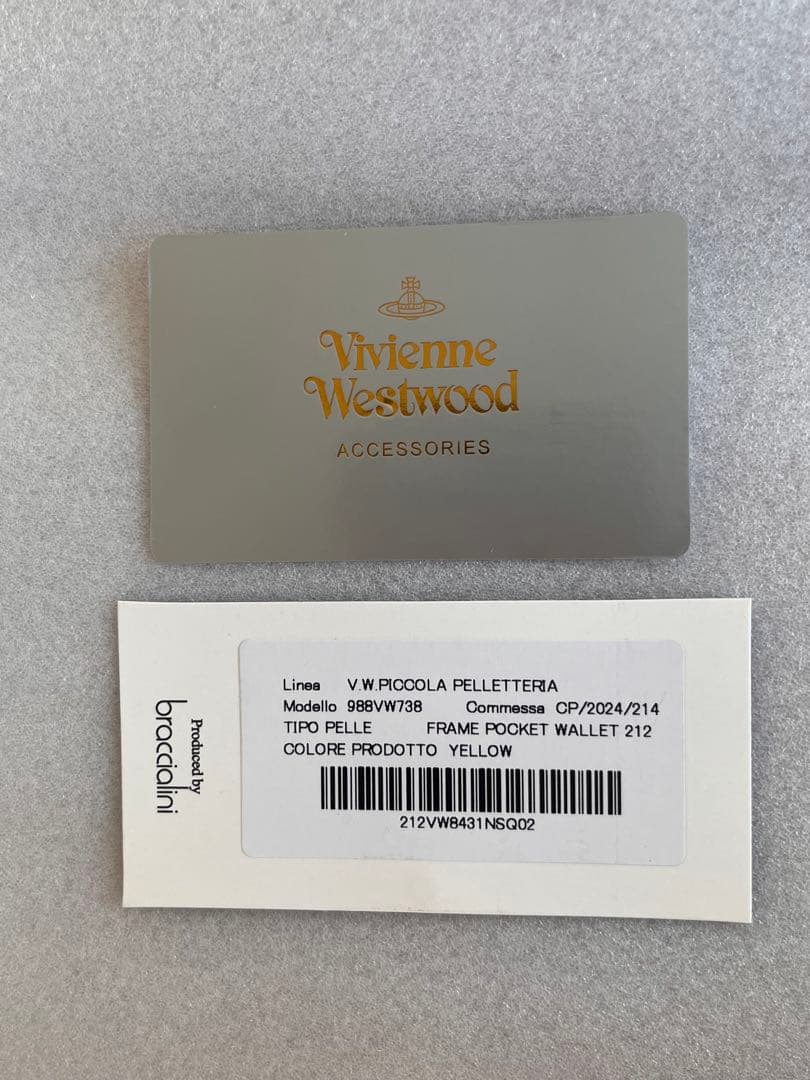 Vivienne
Westwood
ACCESSORIES
Produced by
braccialini
Linea V.W.PICCOLA PELLETTERIA
Modello 988VW738 Commessa CP/2024/214
TIPO PELLE FRAME POCKET WALLET 212
COLORE PRODOTTO YELLOW
212VW8431NSQ02